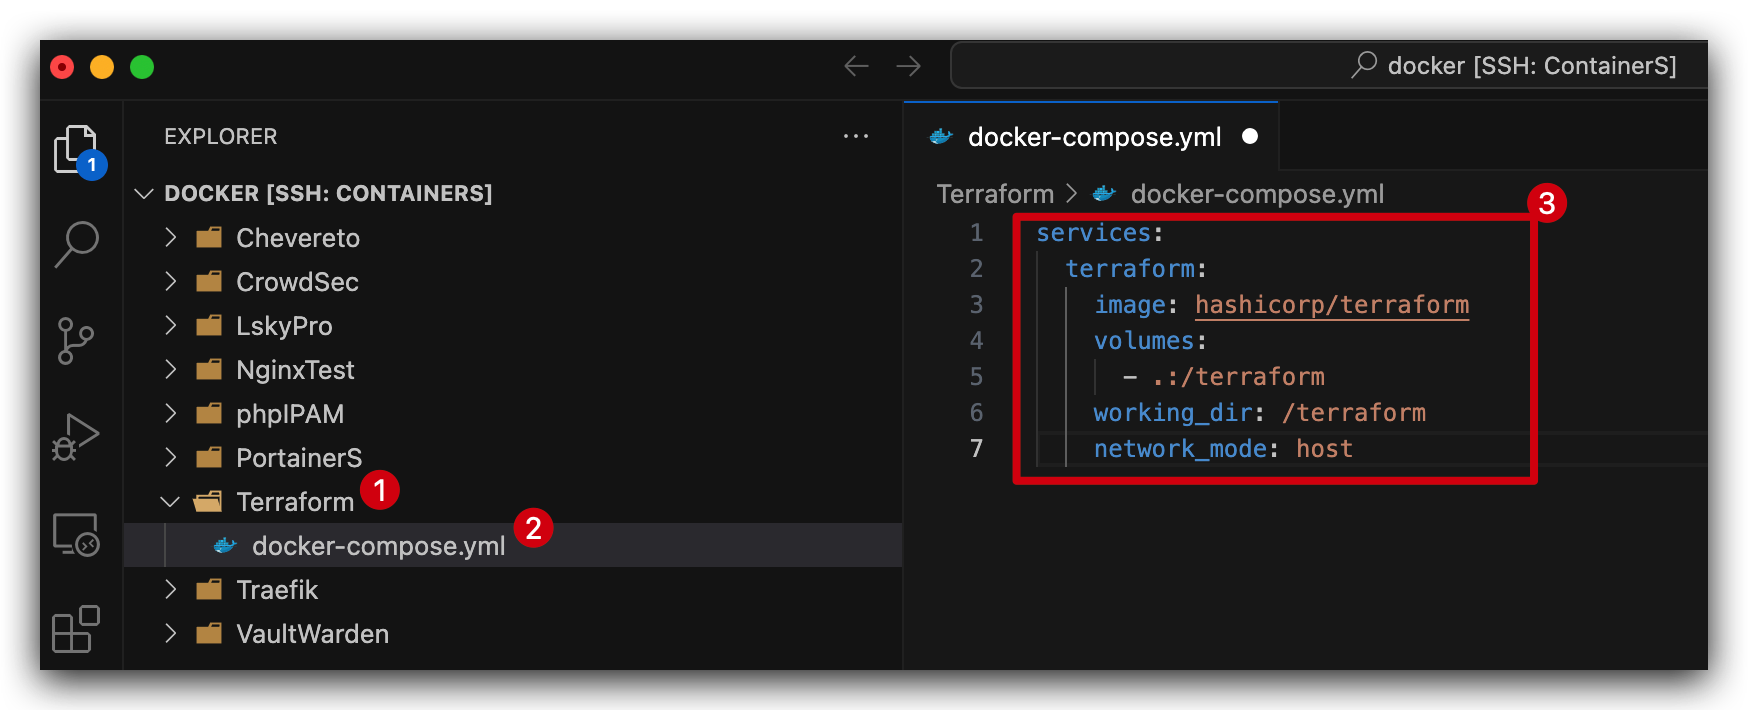 docker [SSH: ContainerS]
1
EXPLORER
docker-compose.yml
DOCKER [SSH: CONTAINERS]
Chevereto
CrowdSec
LskyPro
NginxTest
phpIPAM
PortainerS
Terraform 1
docker-compose.yml 2
Traefik
VaultWarden
Terraform > docker-compose.yml
3
1 services:
2   terraform:
3     image: hashicorp/terraform
4     volumes:
5       - .:/terraform
6     working_dir: /terraform
7     network_mode: host